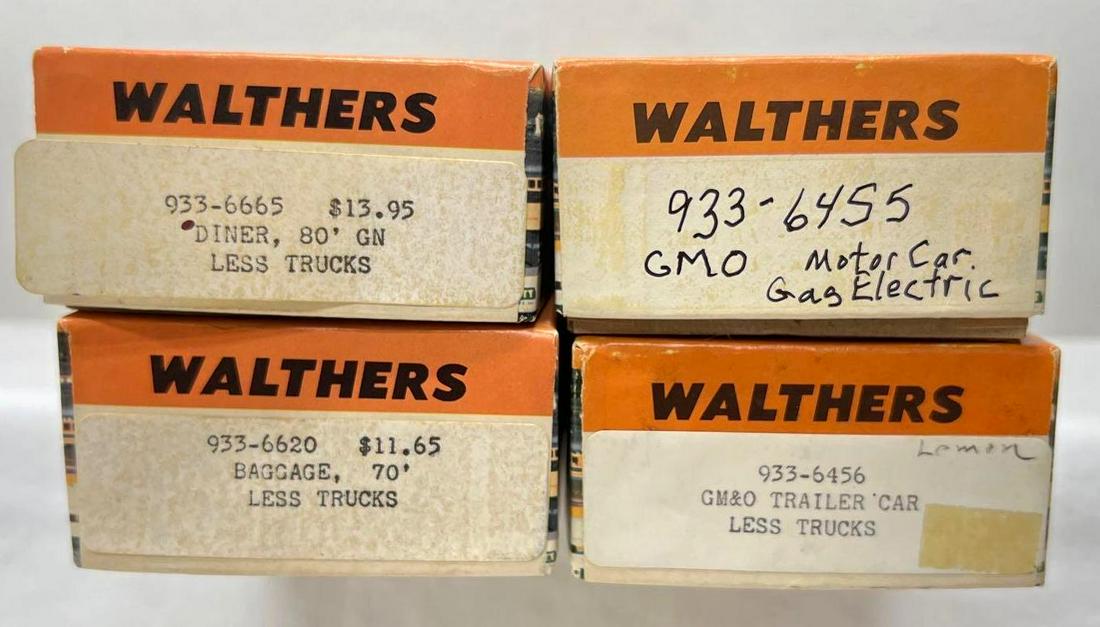 WALTHERS
933-6665 $13.95
DINER, 80' GN
LESS TRUCKS
WALTHERS
933-6455
GMO Motor Car.
Gas Electric
WALTHERS
933-6620 $11.65
BAGGAGE, 70'
LESS TRUCKS
WALTHERS
Lemon
933-6456
GM&O TRAILER CAR
LESS TRUCKS